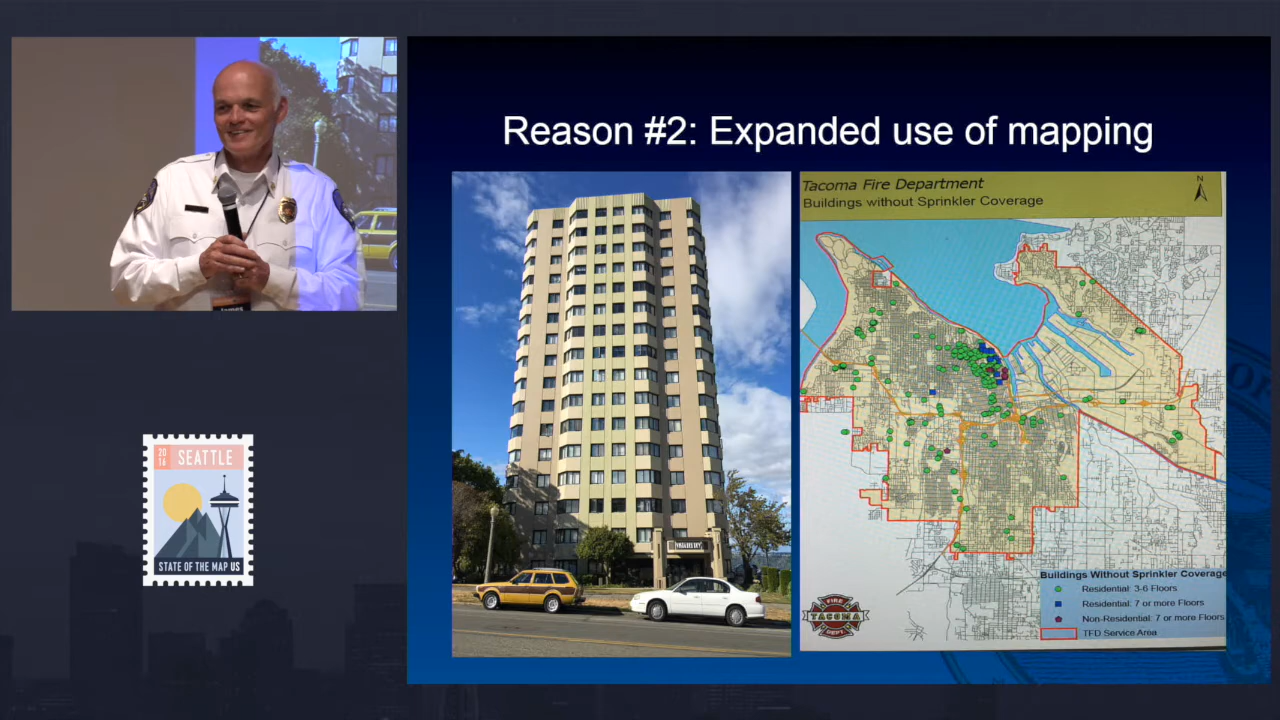 Reason #2: Expanded use of mapping
Tacoma Fire Department
Buildings without Sprinkler Coverage
N
Buildings Without Sprinkler Coverage
Residential: 3-6 Floors
Residential: 7 or more Floors
Non-Residential: 7 or more Floors
TFD Service Area
FIRE
TACOMA
DEPT.
20
18
SEATTLE
STATE OF THE MAP US